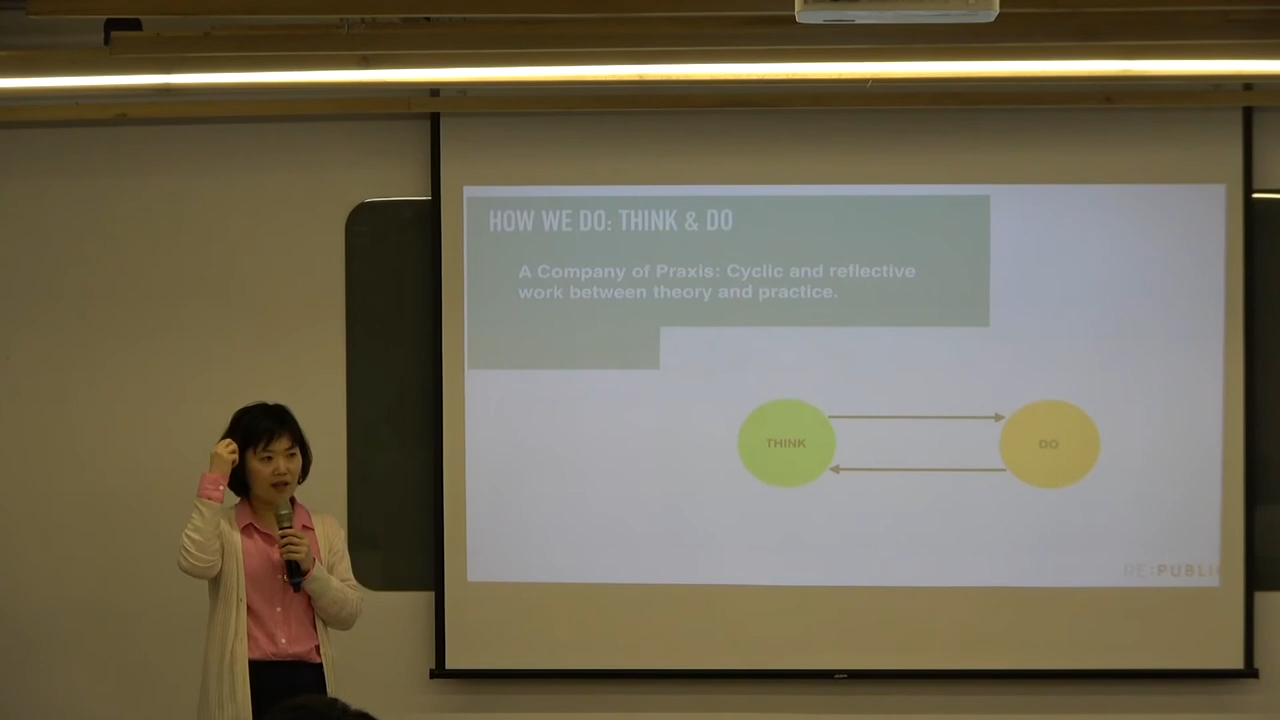 HOW WE DO: THINK & DO
A Company of Praxis: Cyclic and reflective
work between theory and practice.
THINK
DO
RE:PUBLIC